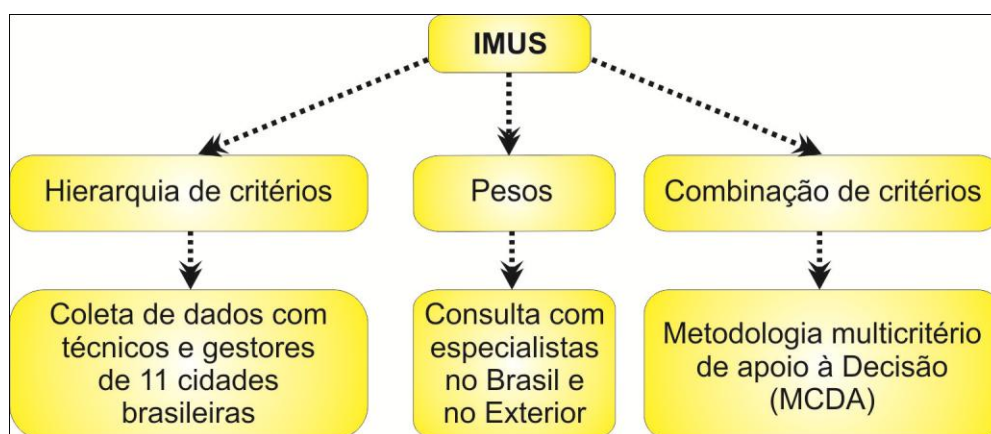 IMUS
Hierarquia de critérios
Pesos
Combinação de critérios
Coleta de dados com
técnicos e gestores
de 11 cidades
brasileiras
Consulta com
especialistas
no Brasil e
no Exterior
Metodologia multicritério
de apoio à Decisão
(MCDA)